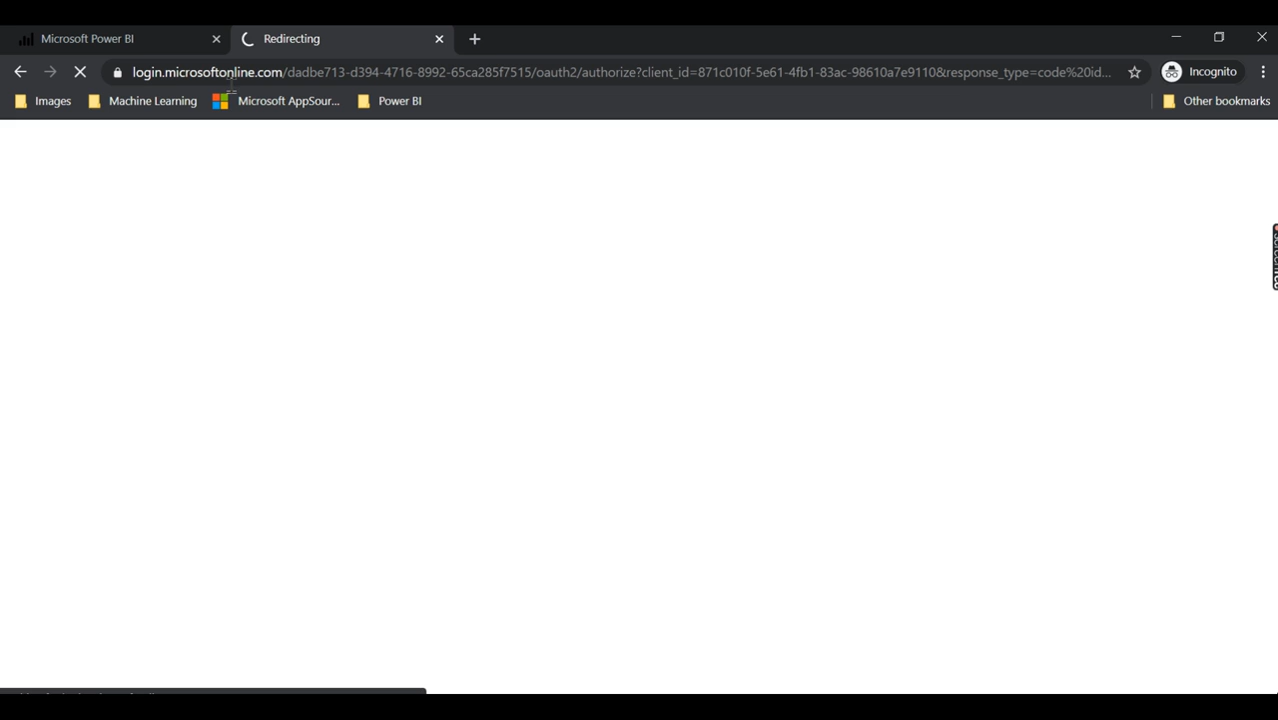 Microsoft Power BI
Redirecting
login.microsoftonline.com/dadbe713-d394-4716-8992-65ca285f7515/oauth2/authorize?client_id=871c010f-5e61-4fb1-83ac-98610a7e9110&response_type=code%20id...
Incognito
Images
Machine Learning
Microsoft AppSour...
Power BI
Other bookmarks